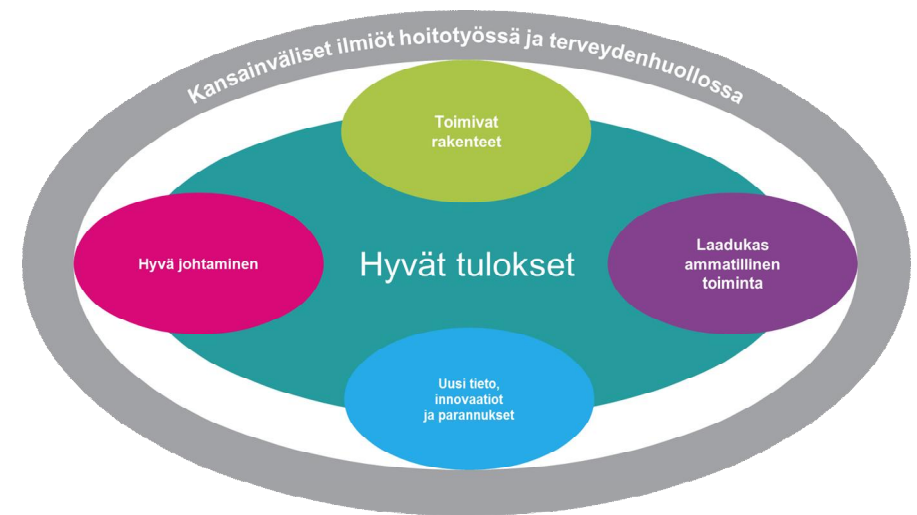 Kansainväliset ilmiöt hoitotyössä ja terveydenhuollossa
Toimivat
rakenteet
Hyvä johtaminen
Hyvät tulokset
Laadukas
ammatillinen
toiminta
Uusi tieto,
innovaatiot
ja parannukset